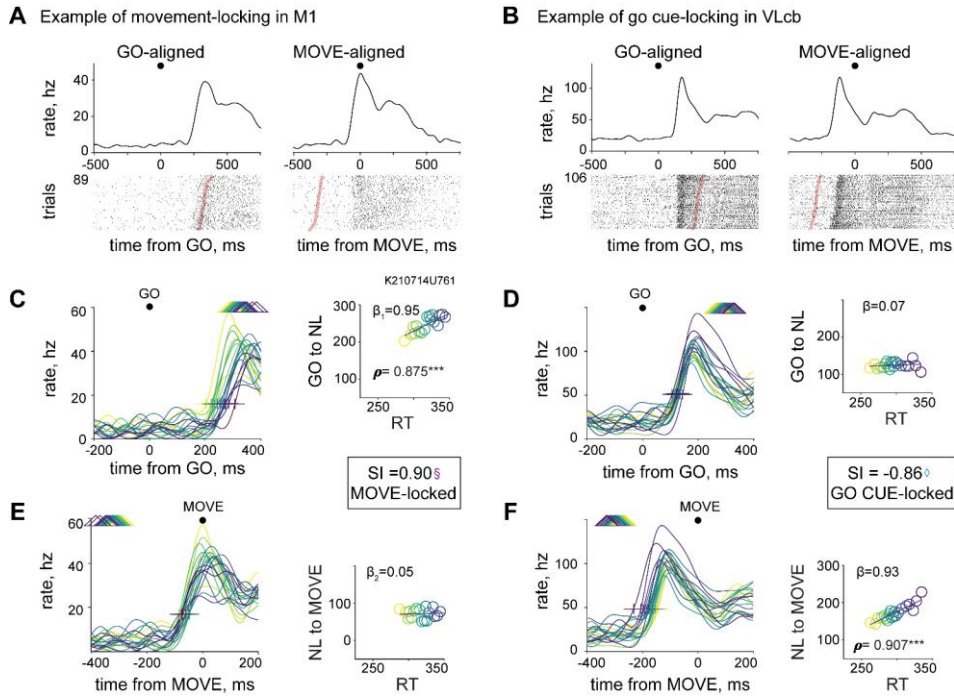 A Example of movement-locking in M1
GO-aligned
MOVE-aligned
rate, hz
40
20
0
-500 0 500
-500 0 500
89
trials
time from GO, ms
time from MOVE, ms
B Example of go cue-locking in VLcb
GO-aligned
MOVE-aligned
rate, hz
100
50
0
-500 0 500
-500 0 500
106
trials
time from GO, ms
time from MOVE, ms
C
GO
rate, hz
60
40
20
0
-200 0 200 400
time from GO, ms
K210714U761
GO to NL
300
200
100
β₁=0.95
ρ= 0.875***
250 350
RT
D
GO
rate, hz
100
50
0
-200 0 200 400
time from GO, ms
GO to NL
300
200
100
β=0.07
250 350
RT
SI =0.90§
MOVE-locked
SI = -0.86◊
GO CUE-locked
E
MOVE
rate, hz
60
40
20
0
-400 -200 0 200
time from MOVE, ms
NL to MOVE
200
100
0
β₂=0.05
250 350
RT
F
MOVE
rate, hz
150
100
50
0
-400 -200 0 200
time from MOVE, ms
NL to MOVE
300
200
100
β=0.93
ρ= 0.907***
250 350
RT